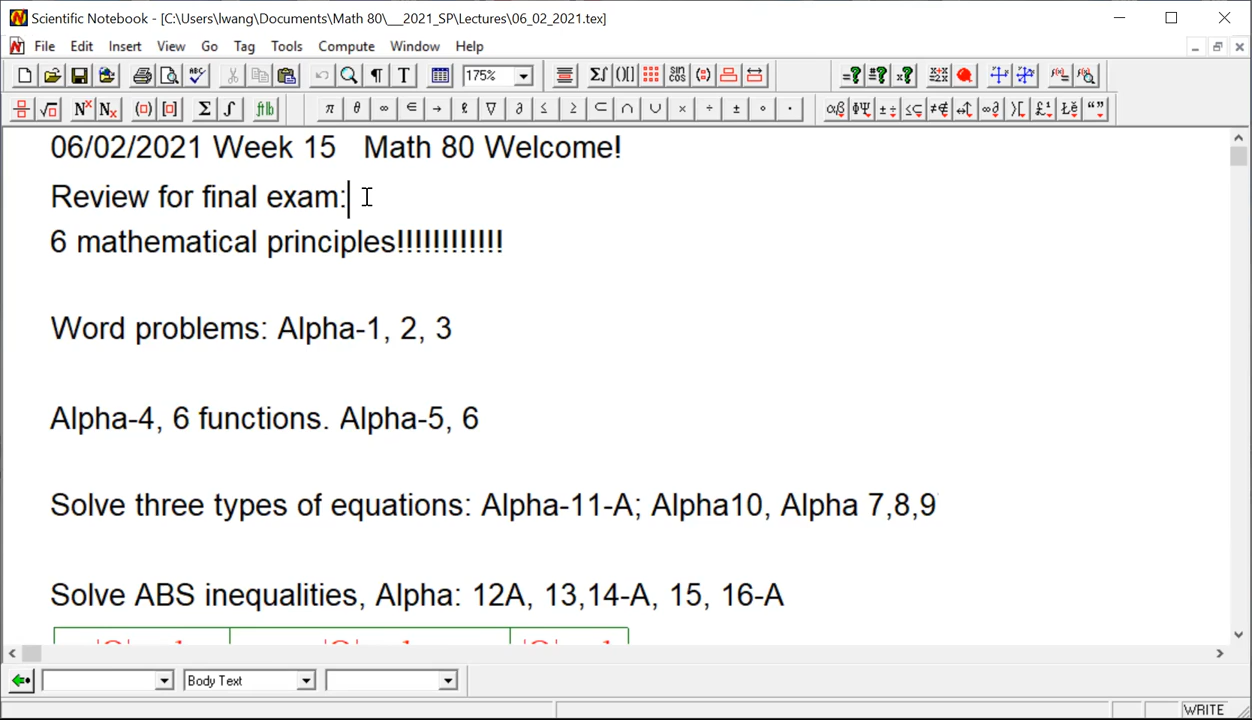 Scientific Notebook - [C:\Users\lwang\Documents\Math 80\__2021_SP\Lectures\06_02_2021.tex]
File Edit Insert View Go Tag Tools Compute Window Help
175%
06/02/2021 Week 15 Math 80 Welcome!
Review for final exam:
6 mathematical principles!!!!!!!!!!!!
Word problems: Alpha-1, 2, 3
Alpha-4, 6 functions. Alpha-5, 6
Solve three types of equations: Alpha-11-A; Alpha10, Alpha 7,8,9
Solve ABS inequalities, Alpha: 12A, 13,14-A, 15, 16-A
Body Text
WRITE